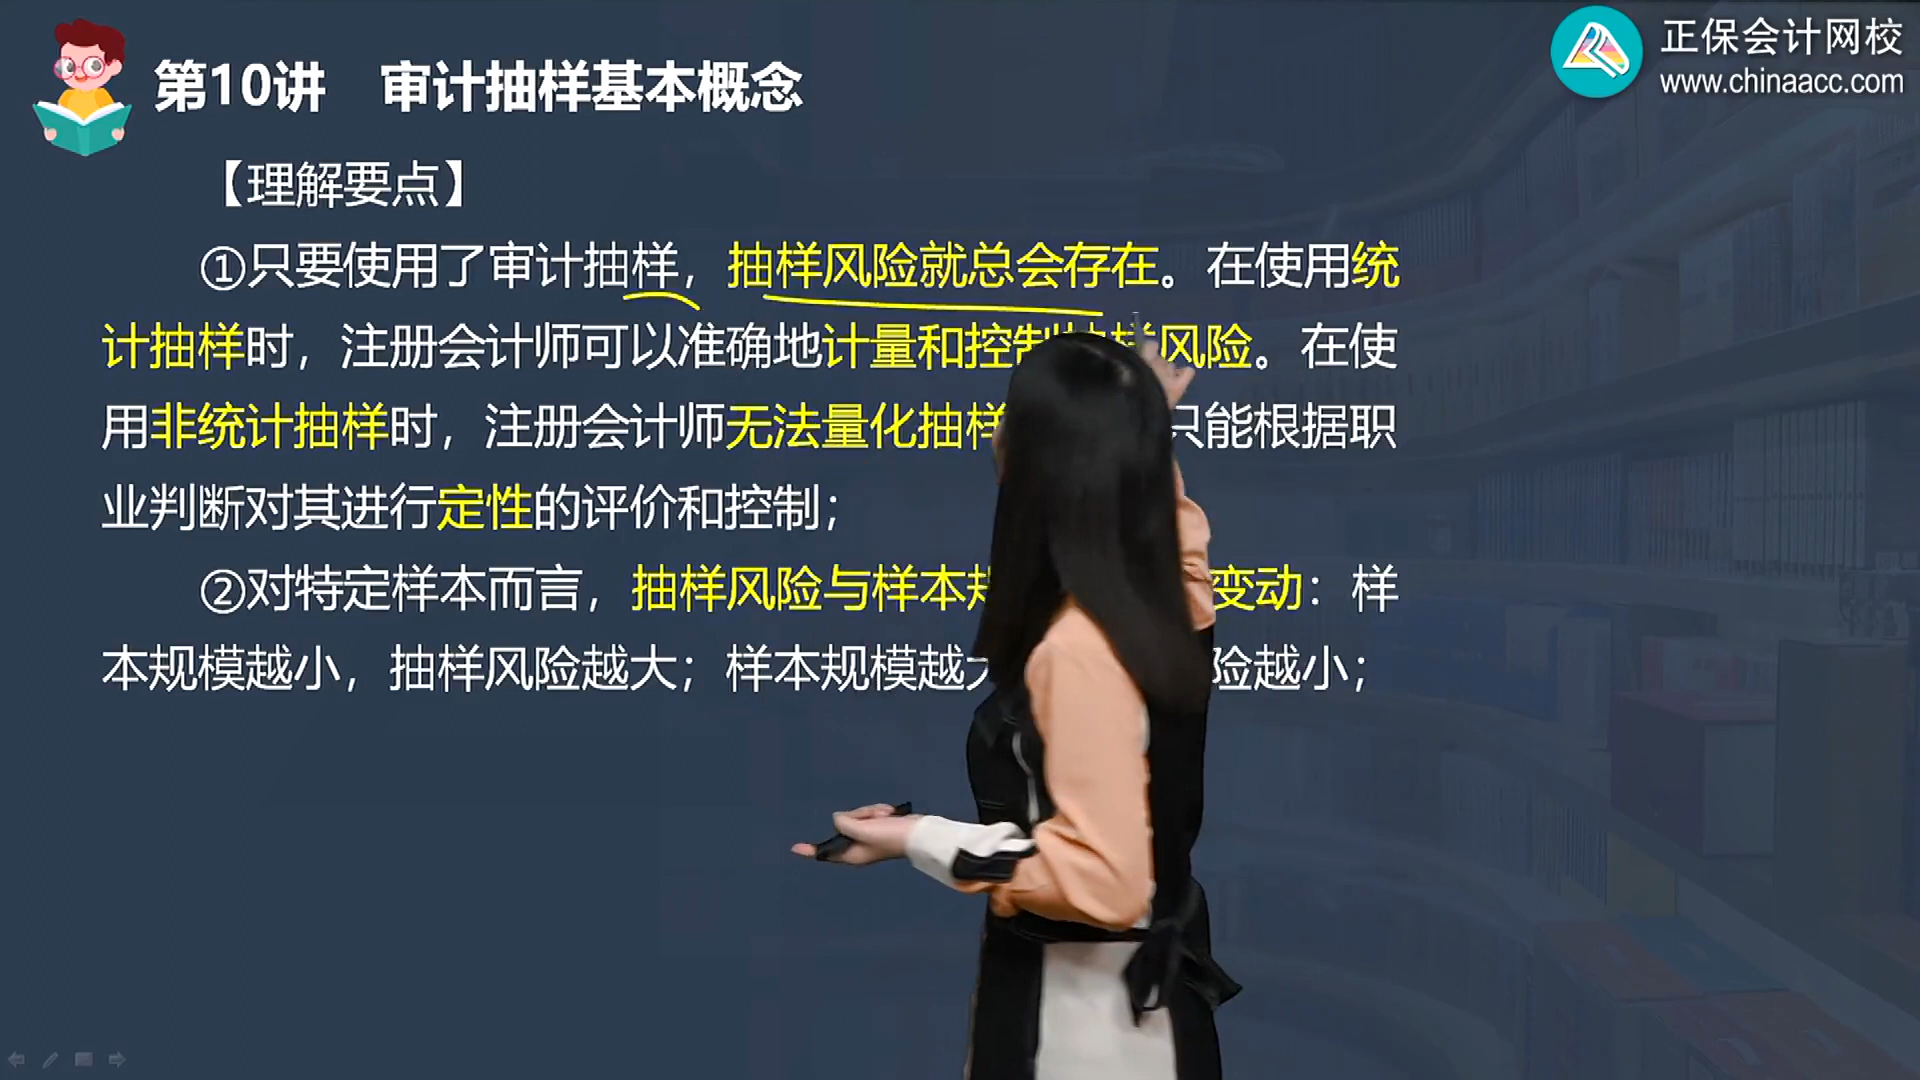 正保会计网校
www.chinaacc.com
第10讲 审计抽样基本概念
【理解要点】
①只要使用了审计抽样，抽样风险就总会存在。在使用统
计抽样时，注册会计师可以准确地计量和控制抽样风险。在使
用非统计抽样时，注册会计师无法量化抽样 只能根据职
业判断对其进行定性的评价和控制；
②对特定样本而言，抽样风险与样本规 变动：样
本规模越小，抽样风险越大；样本规模越大 险越小；